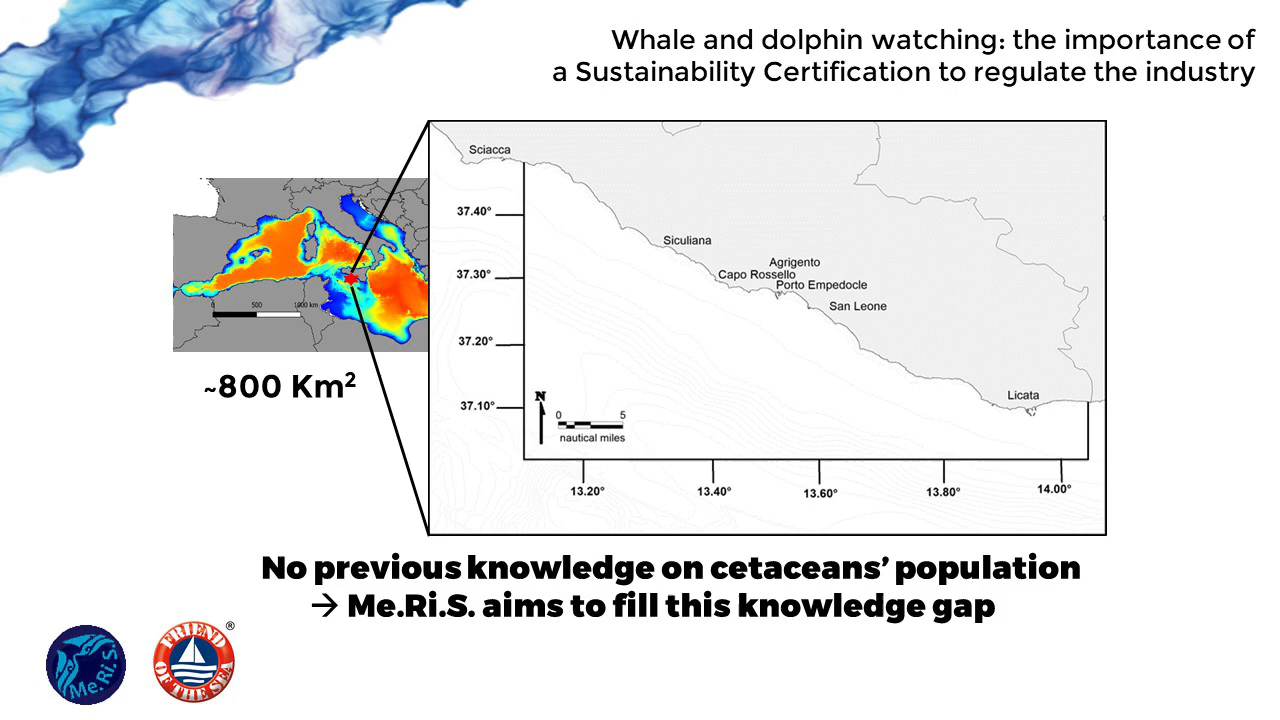 Whale and dolphin watching: the importance of
a Sustainability Certification to regulate the industry
Sciacca
37.40°
Siculiana
Agrigento
37.30°
Capo Rossello
Porto Empedocle
San Leone
0 500 1000 km
37.20°
~800 Km²
37.10°
Licata
N
0 5
nautical miles
13.20°
13.40°
13.60°
13.80°
14.00°
No previous knowledge on cetaceans’ population
→ Me.Ri.S. aims to fill this knowledge gap
Me.Ri.S.
FRIEND
OF THE SEA
®